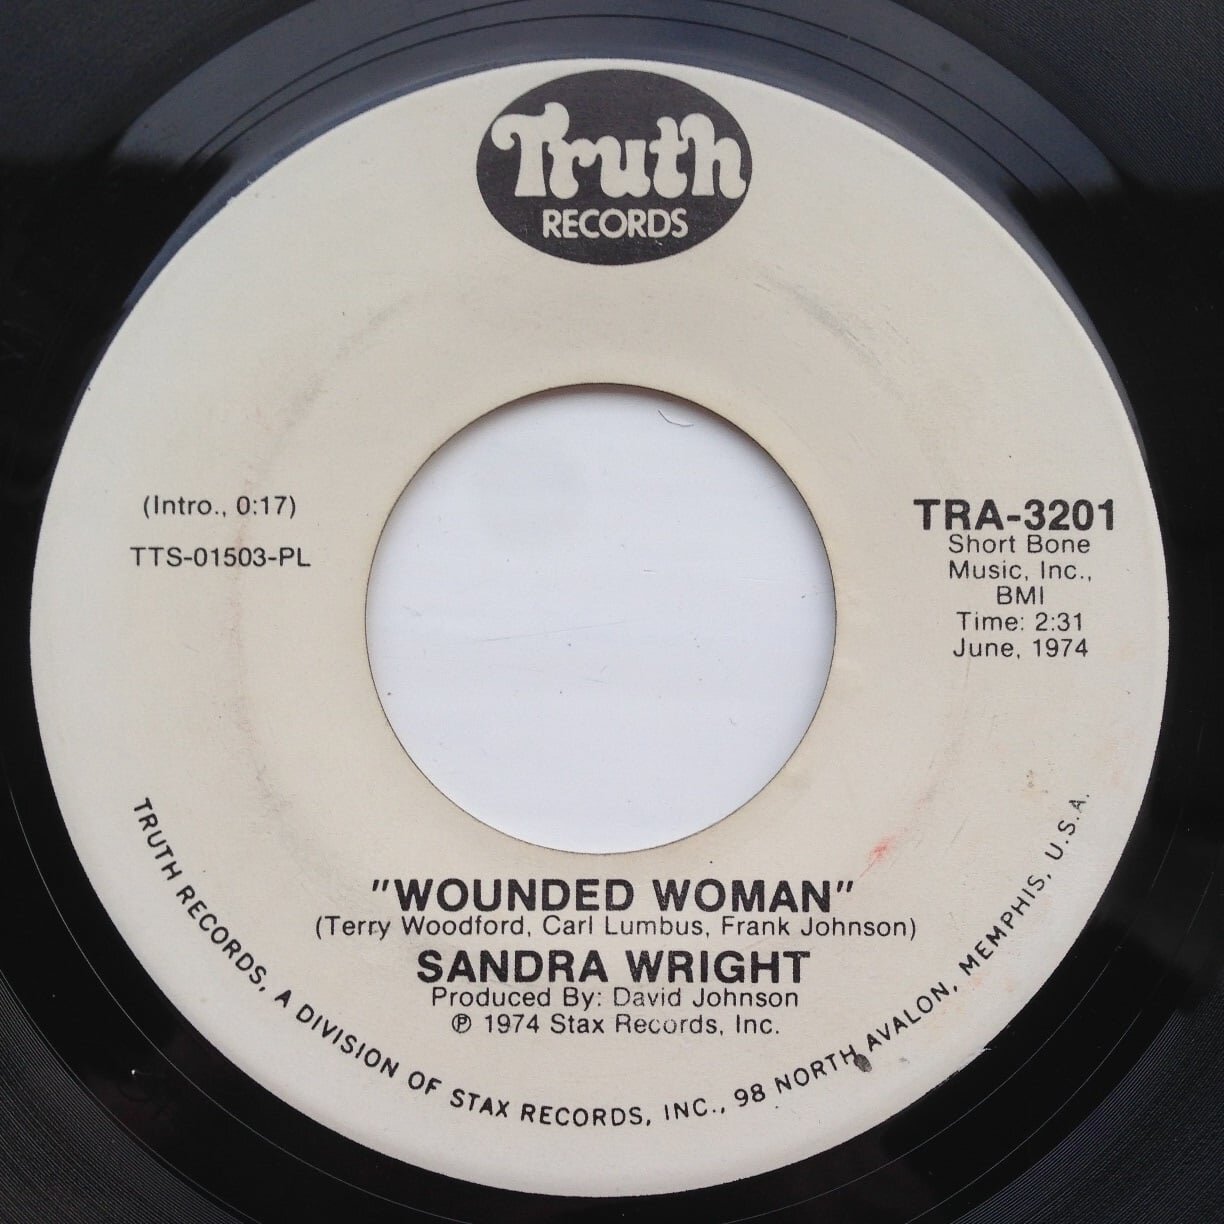 Truth
RECORDS
(Intro., 0:17)
TTS-01503-PL
TRA-3201
Short Bone
Music, Inc.,
BMI
Time: 2:31
June, 1974
"WOUNDED WOMAN"
(Terry Woodford, Carl Lumbus, Frank Johnson)
SANDRA WRIGHT
Produced By: David Johnson
℗ 1974 Stax Records, Inc.
TRUTH RECORDS, A DIVISION OF STAX RECORDS, INC., 98 NORTH AVALON, MEMPHIS, U.S.A.